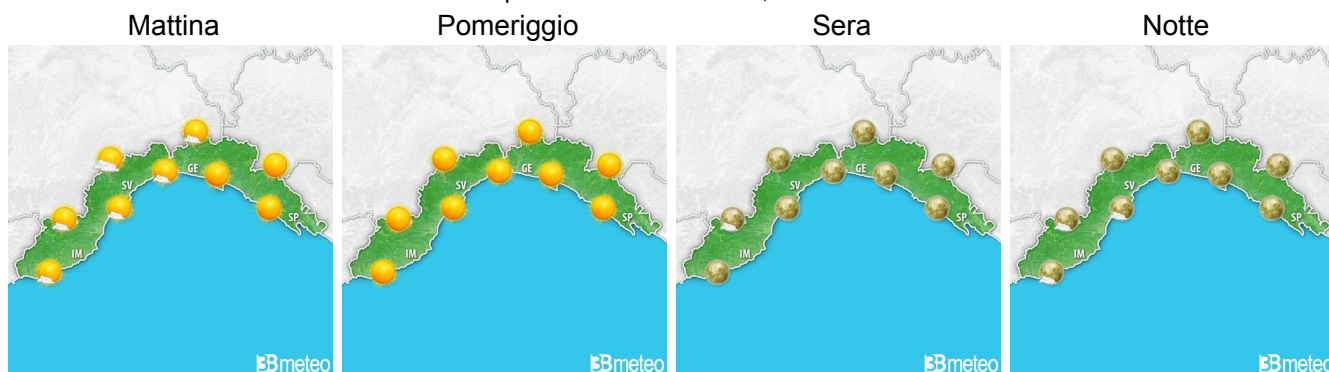 Mattina
Pomeriggio
Sera
Notte
GE
SV
SP
IM
3Bmeteo
GE
SV
SP
IM
3Bmeteo
GE
SV
SP
IM
3Bmeteo
GE
SV
SP
IM
3Bmeteo